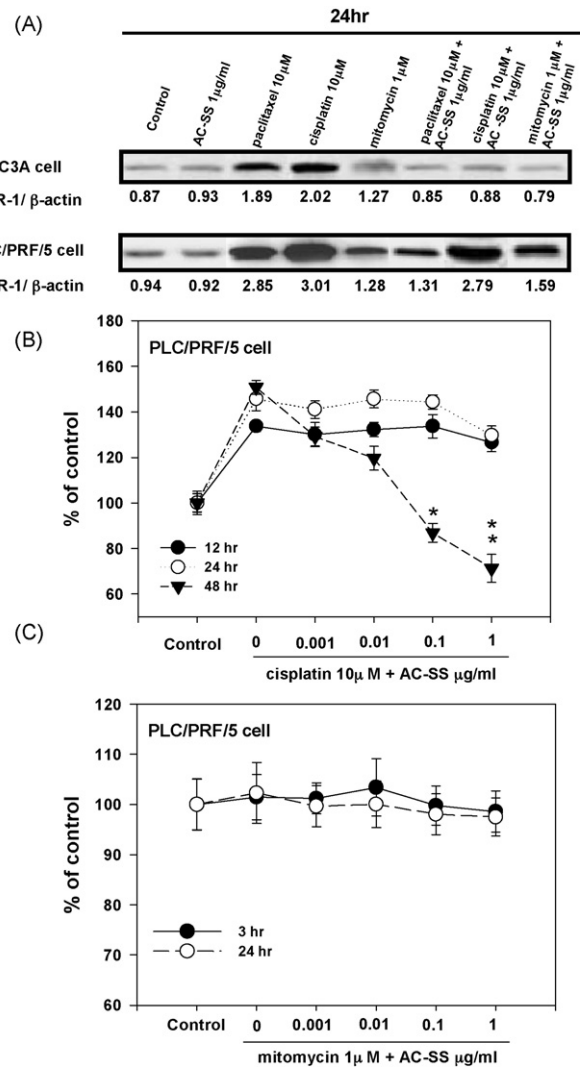 (A)
24hr
Control
AC-SS 1μg/ml
paclitaxel 10μM
cisplatin 10μM
mitomycin 1μM
paclitaxel 10μM +
AC-SS 1μg/ml
cisplatin 10μM +
AC -SS 1μg/ml
mitomycin 1μM +
AC-SS 1μg/ml
C3A cell
R-1/ β-actin 0.87 0.93 1.89 2.02 1.27 0.85 0.88 0.79
C/PRF/5 cell
R-1/ β-actin 0.94 0.92 2.85 3.01 1.28 1.31 2.79 1.59
(B)
PLC/PRF/5 cell
% of control
180
160
140
120
100
80
60
*
*
*
12 hr
24 hr
48 hr
Control 0 0.001 0.01 0.1 1
cisplatin 10μ M + AC-SS μg/ml
(C)
PLC/PRF/5 cell
% of control
120
110
100
90
80
70
60
3 hr
24 hr
Control 0 0.001 0.01 0.1 1
mitomycin 1μ M + AC-SS μg/ml